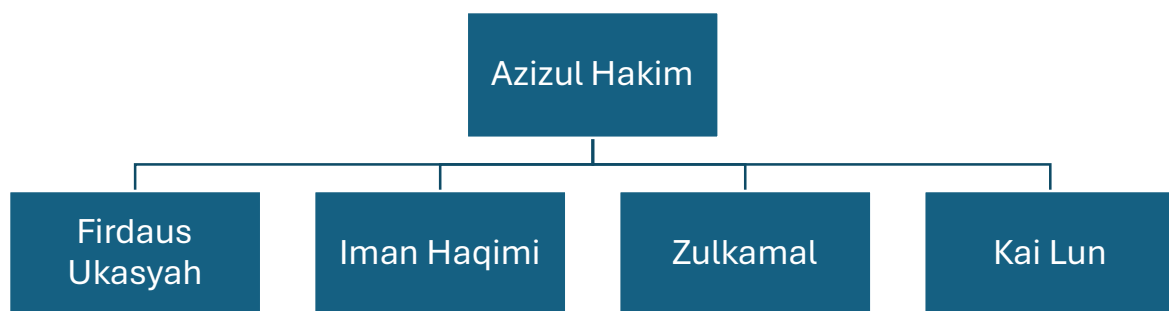 Azizul Hakim
Firdaus
Ukasyah
Iman Haqimi
Zulkamal
Kai Lun